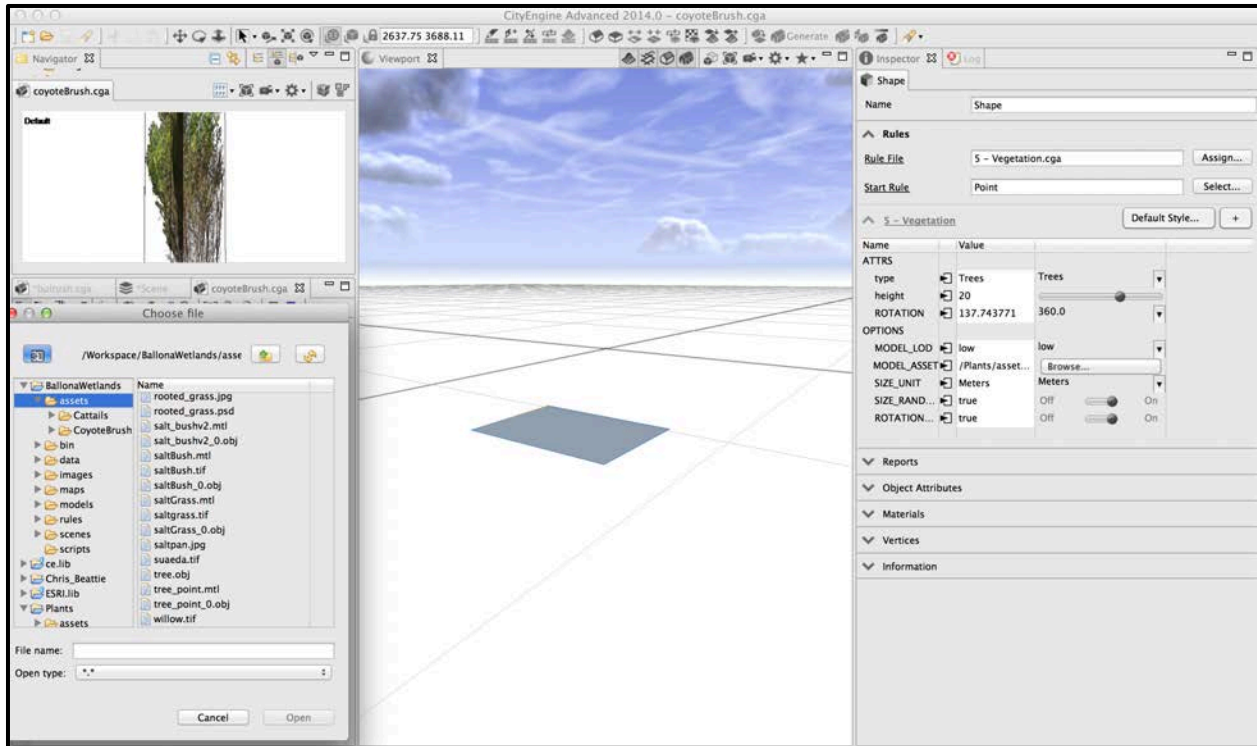 CityEngine Advanced 2014.0 - coyoteBrush.cga
2637.75 3688.11
Generate
Navigator
coyoteBrush.cga
Default
*bulrush.cga
*Scene
coyoteBrush.cga
Choose file
/Workspace/BallonaWetlands/asse
BallonaWetlands
assets
Cattails
CoyoteBrush
bin
data
images
maps
models
rules
scenes
scripts
ce.lib
Chris_Beattie
ESRI.lib
Plants
assets
Name
rooted_grass.jpg
rooted_grass.psd
salt_bushv2.mtl
salt_bushv2_0.obj
saltBush.mtl
saltBush.tif
saltBush_0.obj
saltGrass.mtl
saltgrass.tif
saltGrass_0.obj
saltpan.jpg
suaeda.tif
tree.obj
tree_point.mtl
tree_point_0.obj
willow.tif
File name:
Open type: *.*
Cancel Open
Viewport
Inspector Log
Shape
Name Shape
Rules
Rule File 5 - Vegetation.cga Assign...
Start Rule Point Select...
5 - Vegetation Default Style... +
Name Value
ATTRS
type Trees Trees
height 20
ROTATION 137.743771 360.0
OPTIONS
MODEL_LOD low low
MODEL_ASSET /Plants/asset... Browse...
SIZE_UNIT Meters Meters
SIZE_RAND... true Off On
ROTATION... true Off On
Reports
Object Attributes
Materials
Vertices
Information